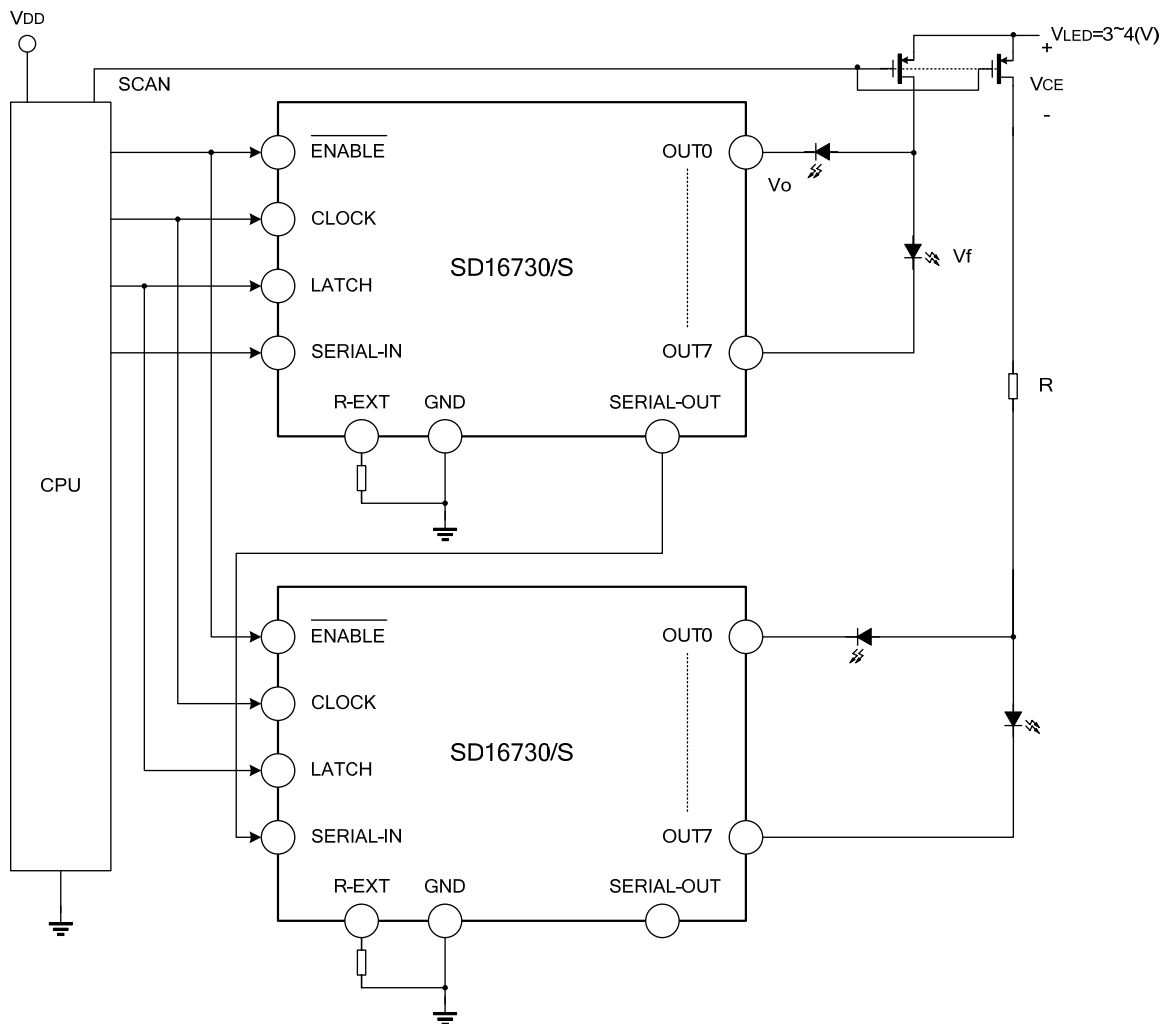 VDD
VLED=3~4(V)
+
SCAN
VCE
-
ENABLE
OUT0
Vo
CLOCK
SD16730/S
Vf
LATCH
SERIAL-IN
OUT7
R-EXT
GND
SERIAL-OUT
R
CPU
ENABLE
OUT0
CLOCK
SD16730/S
LATCH
SERIAL-IN
OUT7
R-EXT
GND
SERIAL-OUT